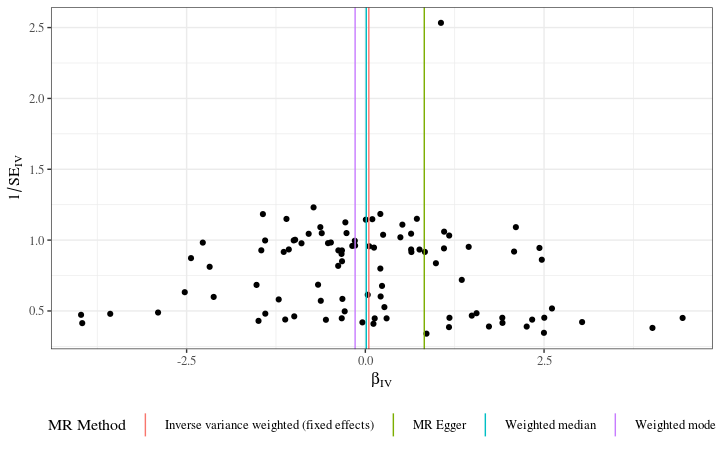 2.5
2.0
1.5
1.0
0.5
1/SE_IV
-2.5 0.0 2.5
β_IV
MR Method Inverse variance weighted (fixed effects) MR Egger Weighted median Weighted mode